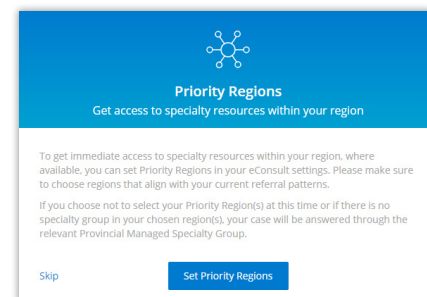 Priority Regions
Get access to specialty resources within your region
To get immediate access to specialty resources within your region, where
available, you can set Priority Regions in your eConsult settings. Please make sure
to choose regions that align with your current referral patterns.
If you choose not to select your Priority Region(s) at this time or if there is no
specialty group in your chosen region(s), your case will be answered through the
relevant Provincial Managed Specialty Group.
Skip
Set Priority Regions